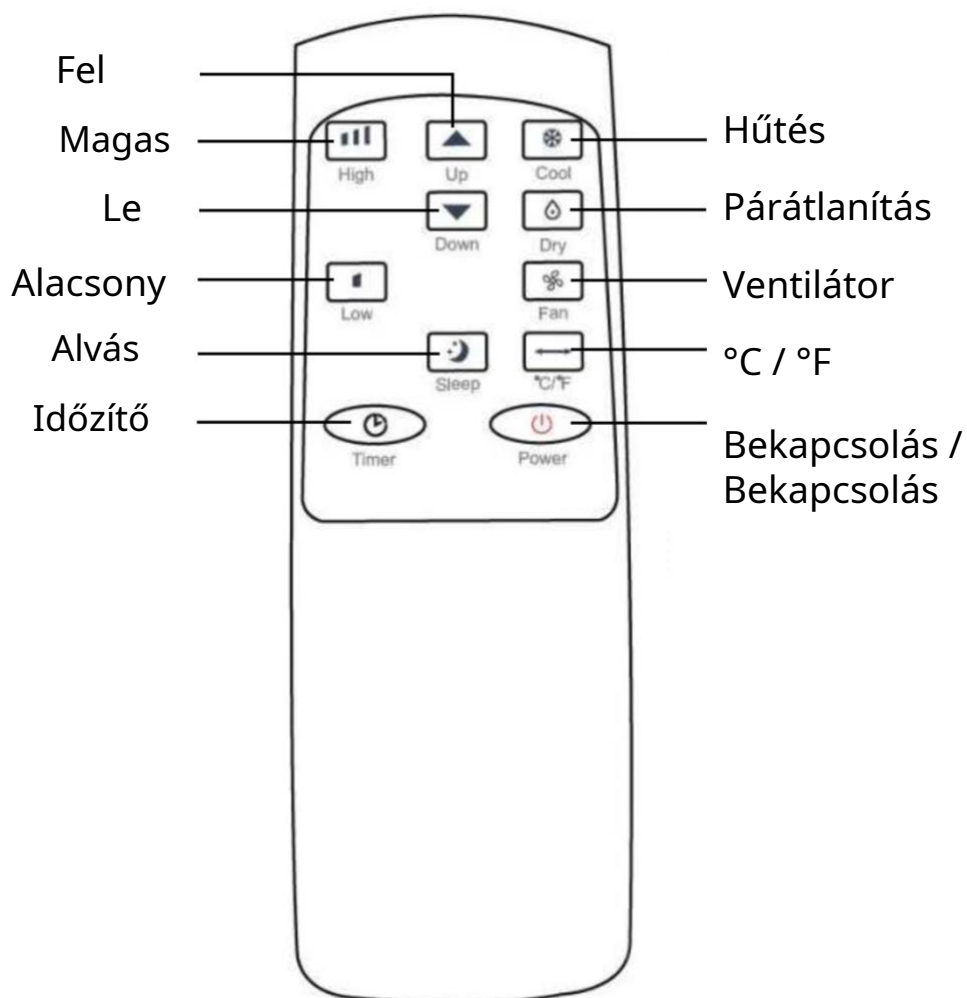 Fel
Magas
Le
Alacsony
Alvás
Időzítő
High
Up
Cool
Down
Dry
Low
Fan
Sleep
°C/°F
Timer
Power
Hűtés
Párátlanítás
Ventilátor
°C / °F
Bekapcsolás /
Bekapcsolás